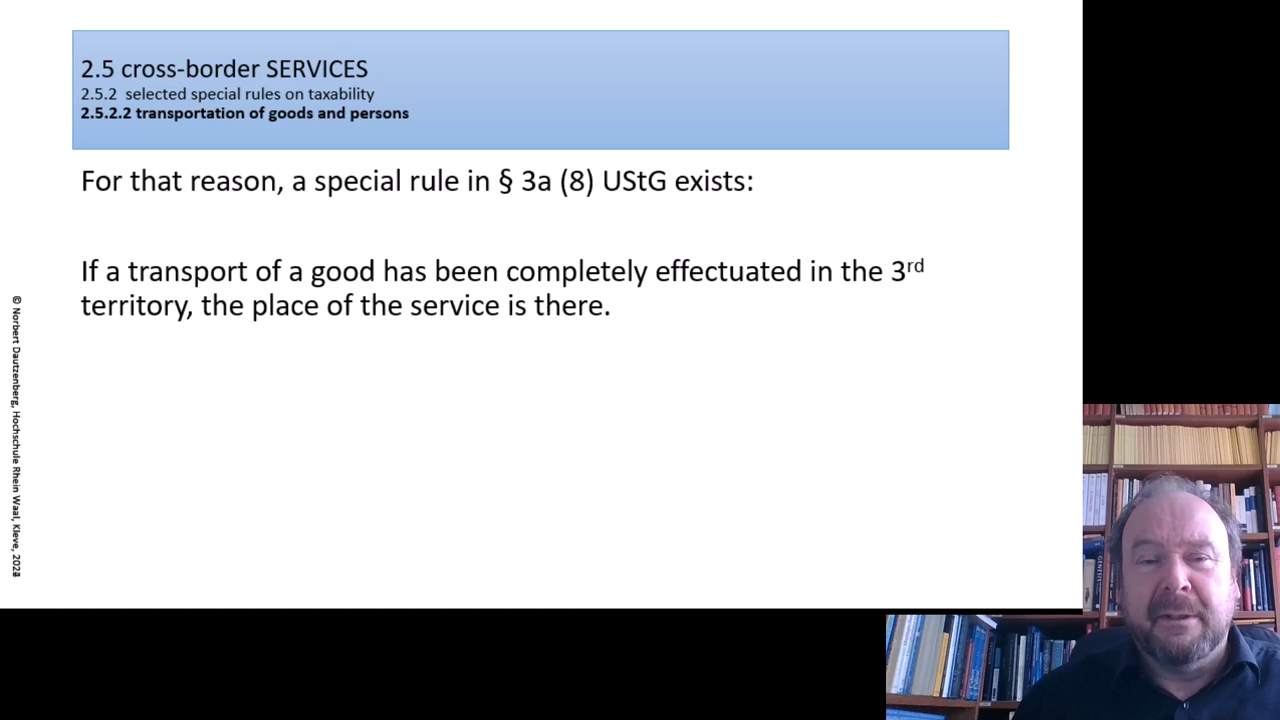 2.5 cross-border SERVICES
2.5.2 selected special rules on taxability
2.5.2.2 transportation of goods and persons
For that reason, a special rule in § 3a (8) UStG exists:
If a transport of a good has been completely effectuated in the 3rd
territory, the place of the service is there.
© Norbert Dautzenberg, Hochschule Rhein Waal, Kleve,
GENESIS